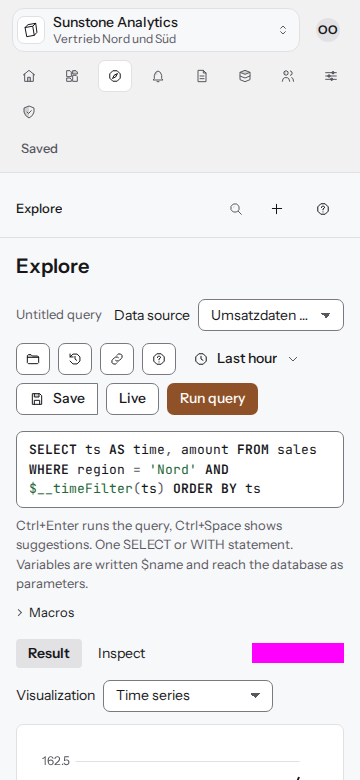 Sunstone Analytics
Vertrieb Nord und Süd
OO
Saved
Explore
Explore
Untitled query
Data source
Umsatzdaten ...
Last hour
Save
Live
Run query
SELECT ts AS time, amount FROM sales
WHERE region = 'Nord' AND
$__timeFilter(ts) ORDER BY ts
Ctrl+Enter runs the query, Ctrl+Space shows
suggestions. One SELECT or WITH statement.
Variables are written $name and reach the database as
parameters.
Macros
Result
Inspect
Visualization
Time series
162.5